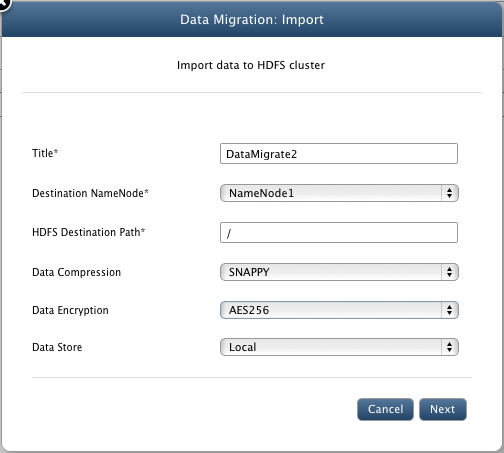 Data Migration: Import
Import data to HDFS cluster
Title* DataMigrate2
Destination NameNode* NameNode1
HDFS Destination Path* /
Data Compression SNAPPY
Data Encryption AES256
Data Store Local
Cancel Next